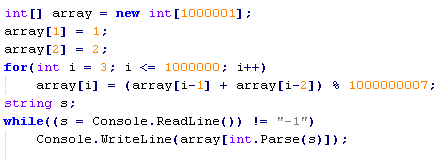 int[] array = new int[1000001];
array[1] = 1;
array[2] = 2;
for(int i = 3; i <= 1000000; i++)
    array[i] = (array[i-1] + array[i-2]) % 1000000007;
string s;
while((s = Console.ReadLine()) != "-1")
    Console.WriteLine(array[int.Parse(s)]);